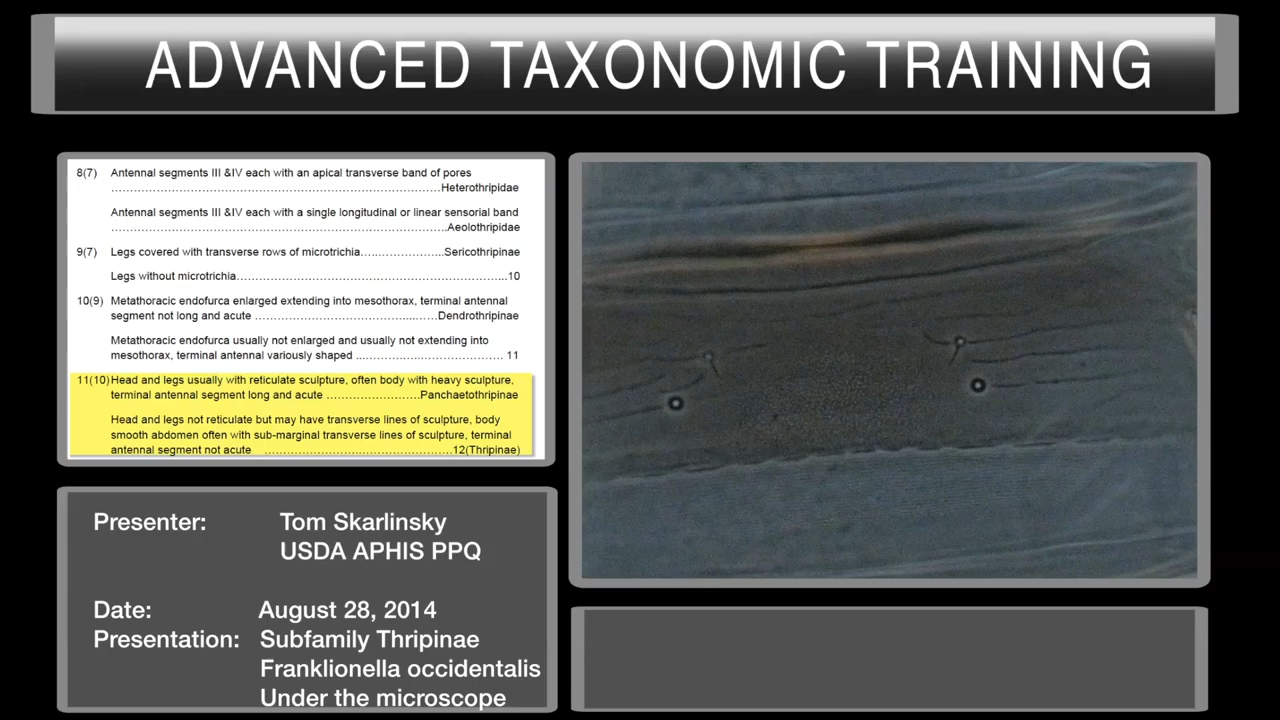 ADVANCED TAXONOMIC TRAINING
8(7) Antennal segments III &IV each with an apical transverse band of pores
……………………………………………………………………Heterothripidae
Antennal segments III &IV each with a single longitudinal or linear sensorial band
……………………………………………………………………Aeolothripidae
9(7) Legs covered with transverse rows of microtrichia……………………Sericothripinae
Legs without microtrichia……………………………………………………………...10
10(9) Metathoracic endofurca enlarged extending into mesothorax, terminal antennal
segment not long and acute ……………………………....……Dendrothripinae
Metathoracic endofurca usually not enlarged and usually not extending into
mesothorax, terminal antennal variously shaped ...………………………………… 11
11(10) Head and legs usually with reticulate sculpture, often body with heavy sculpture,
terminal antennal segment long and acute ……………………Panchaetothripinae
Head and legs not reticulate but may have transverse lines of sculpture, body
smooth abdomen often with sub-marginal transverse lines of sculpture, terminal
antennal segment not acute ……………………………………………12(Thripinae)
Presenter: Tom Skarlinsky
USDA APHIS PPQ
Date: August 28, 2014
Presentation: Subfamily Thripinae
Franklionella occidentalis
Under the microscope